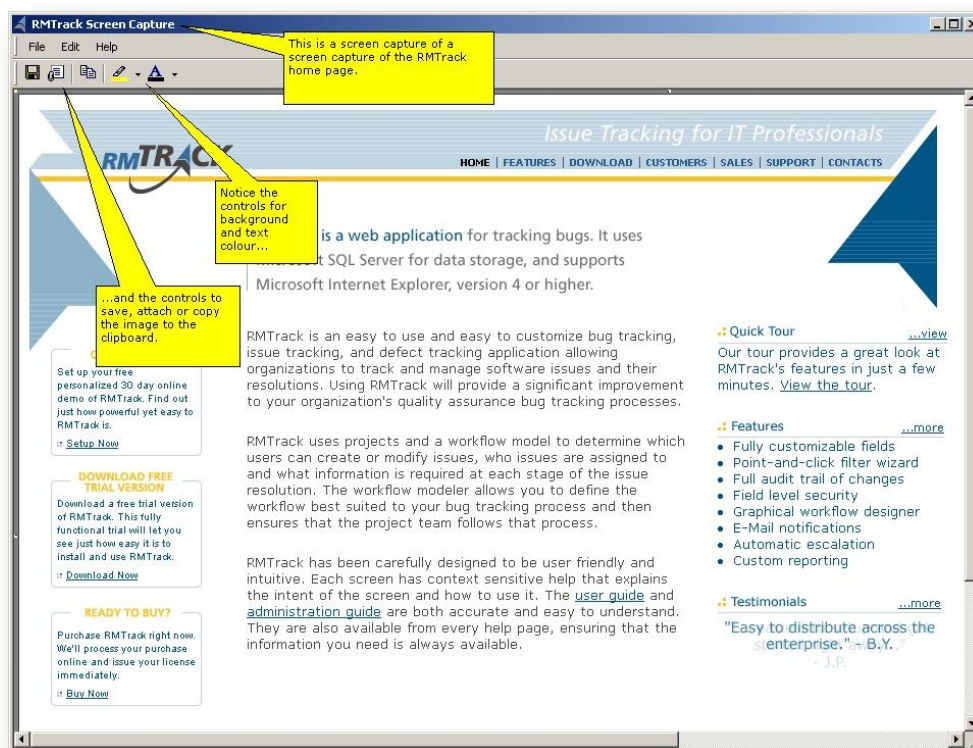 RMTrack Screen Capture
File Edit Help
This is a screen capture of a
screen capture of the RMTrack
home page.
Issue Tracking for IT Professionals
RMTRACK
HOME | FEATURES | DOWNLOAD | CUSTOMERS | SALES | SUPPORT | CONTACTS
Notice the
controls for
background
and text
colour...
...and the controls to
save, attach or copy
the image to the
clipboard.
is a web application for tracking bugs. It uses
SQL Server for data storage, and supports
Microsoft Internet Explorer, version 4 or higher.
Set up your free
personalized 30 day online
demo of RMTrack. Find out
just how powerful yet easy to
RMTrack is.
:: Setup Now
DOWNLOAD FREE
TRIAL VERSION
Download a free trial version
of RMTrack. This fully
functional trial will let you
see just how easy it is to
install and use RMTrack.
:: Download Now
READY TO BUY?
Purchase RMTrack right now.
We'll process your purchase
online and issue your license
immediately.
:: Buy Now
RMTrack is an easy to use and easy to customize bug tracking,
issue tracking, and defect tracking application allowing
organizations to track and manage software issues and their
resolutions. Using RMTrack will provide a significant improvement
to your organization's quality assurance bug tracking processes.
RMTrack uses projects and a workflow model to determine which
users can create or modify issues, who issues are assigned to
and what information is required at each stage of the issue
resolution. The workflow modeler allows you to define the
workflow best suited to your bug tracking process and then
ensures that the project team follows that process.
RMTrack has been carefully designed to be user friendly and
intuitive. Each screen has context sensitive help that explains
the intent of the screen and how to use it. The user guide and
administration guide are both accurate and easy to understand.
They are also available from every help page, ensuring that the
information you need is always available.
Quick Tour ...view
Our tour provides a great look at
RMTrack's features in just a few
minutes. View the tour.
Features ...more
• Fully customizable fields
• Point-and-click filter wizard
• Full audit trail of changes
• Field level security
• Graphical workflow designer
• E-Mail notifications
• Automatic escalation
• Custom reporting
Testimonials ...more
"Easy to distribute across the
enterprise." - B.Y.
- J.P.